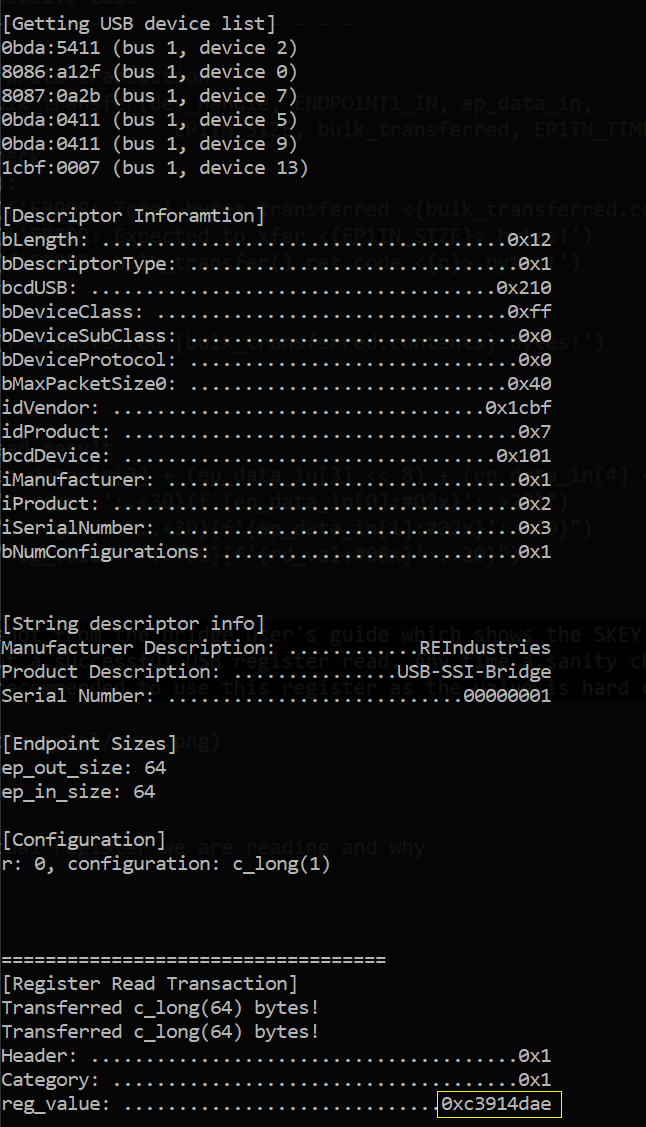 [Getting USB device list]
0bda:5411 (bus 1, device 2)
8086:a12f (bus 1, device 0)
8087:0a2b (bus 1, device 7)
0bda:0411 (bus 1, device 5)
0bda:0411 (bus 1, device 9)
1cbf:0007 (bus 1, device 13)
[Descriptor Inforamtion]
bLength: .....................................0x12
bDescriptorType: ..............................0x1
bcdUSB: .....................................0x210
bDeviceClass: .................................0xff
bDeviceSubClass: ...............................0x0
bDeviceProtocol: ...............................0x0
bMaxPacketSize0: ..............................0x40
idVendor: ..................................0x1cbf
idProduct: ....................................0x7
bcdDevice: ..................................0x101
iManufacturer: .................................0x1
iProduct: ......................................0x2
iSerialNumber: .................................0x3
bNumConfigurations: ...........................0x1
[String descriptor info]
Manufacturer Description: .............REIndustries
Product Description: ...............USB-SSI-Bridge
Serial Number: ...........................00000001
[Endpoint Sizes]
ep_out_size: 64
ep_in_size: 64
[Configuration]
r: 0, configuration: c_long(1)
===================================
[Register Read Transaction]
Transferred c_long(64) bytes!
Transferred c_long(64) bytes!
Header: .......................................0x1
Category: .....................................0x1
reg_value: .............................0xc3914dae